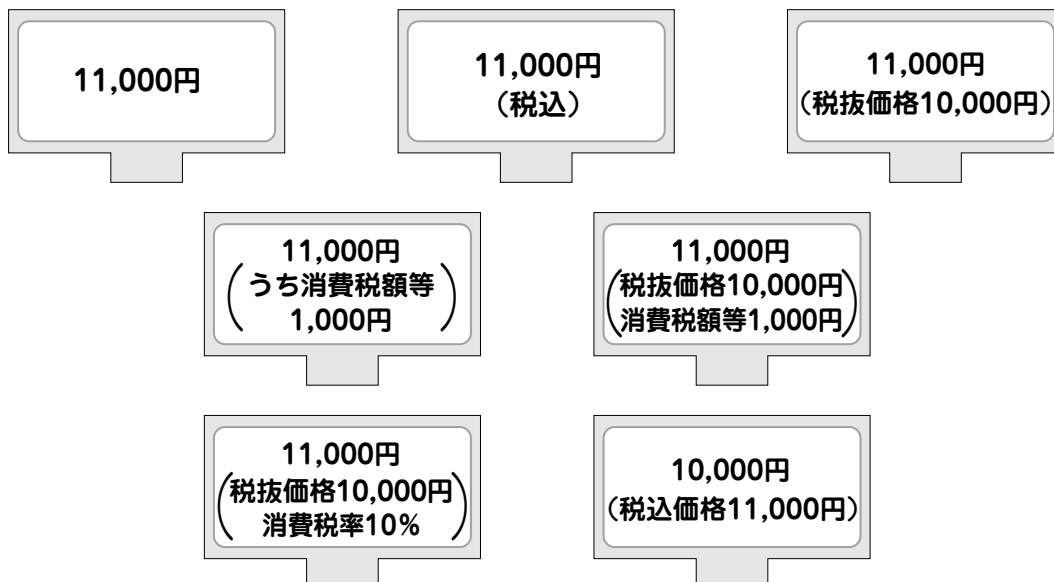 11,000円
11,000円
（税込）
11,000円
（税抜価格10,000円）
11,000円
（うち消費税額等
1,000円）
11,000円
（税抜価格10,000円
消費税額等1,000円）
11,000円
（税抜価格10,000円
消費税率10%）
10,000円
（税込価格11,000円）